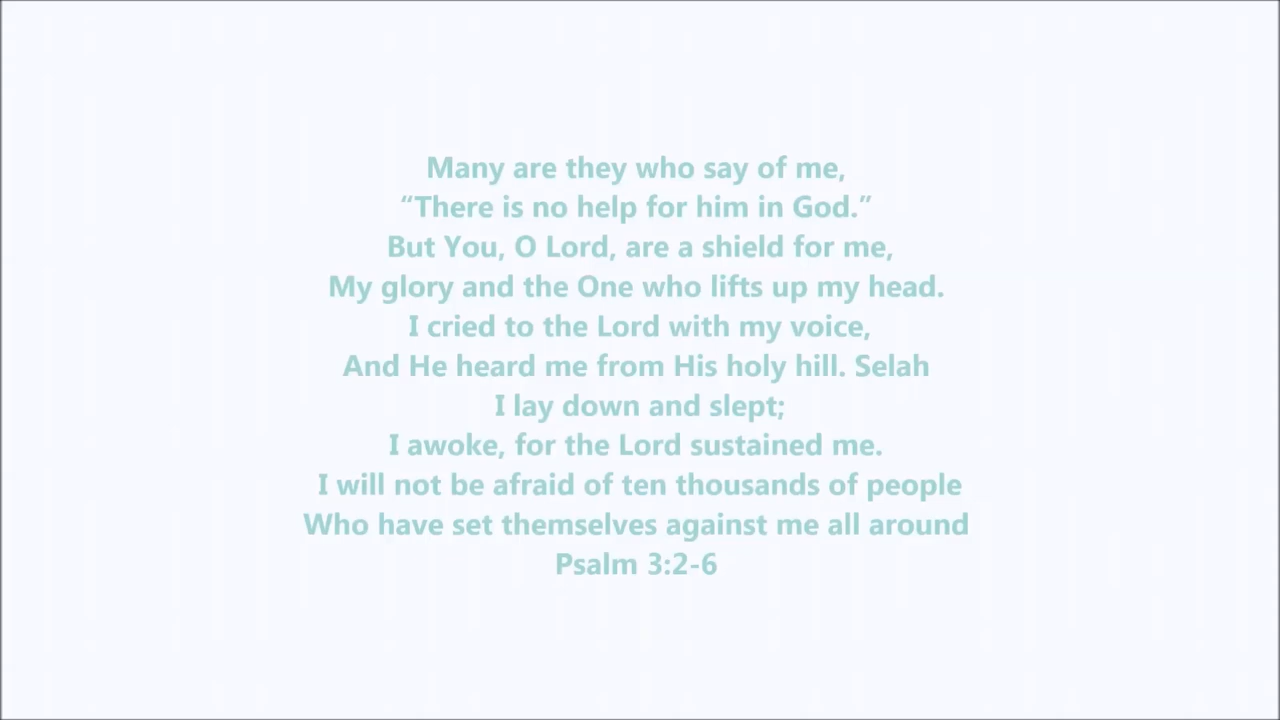 Many are they who say of me,
“There is no help for him in God.”
But You, O Lord, are a shield for me,
My glory and the One who lifts up my head.
I cried to the Lord with my voice,
And He heard me from His holy hill. Selah
I lay down and slept;
I awoke, for the Lord sustained me.
I will not be afraid of ten thousands of people
Who have set themselves against me all around
Psalm 3:2-6